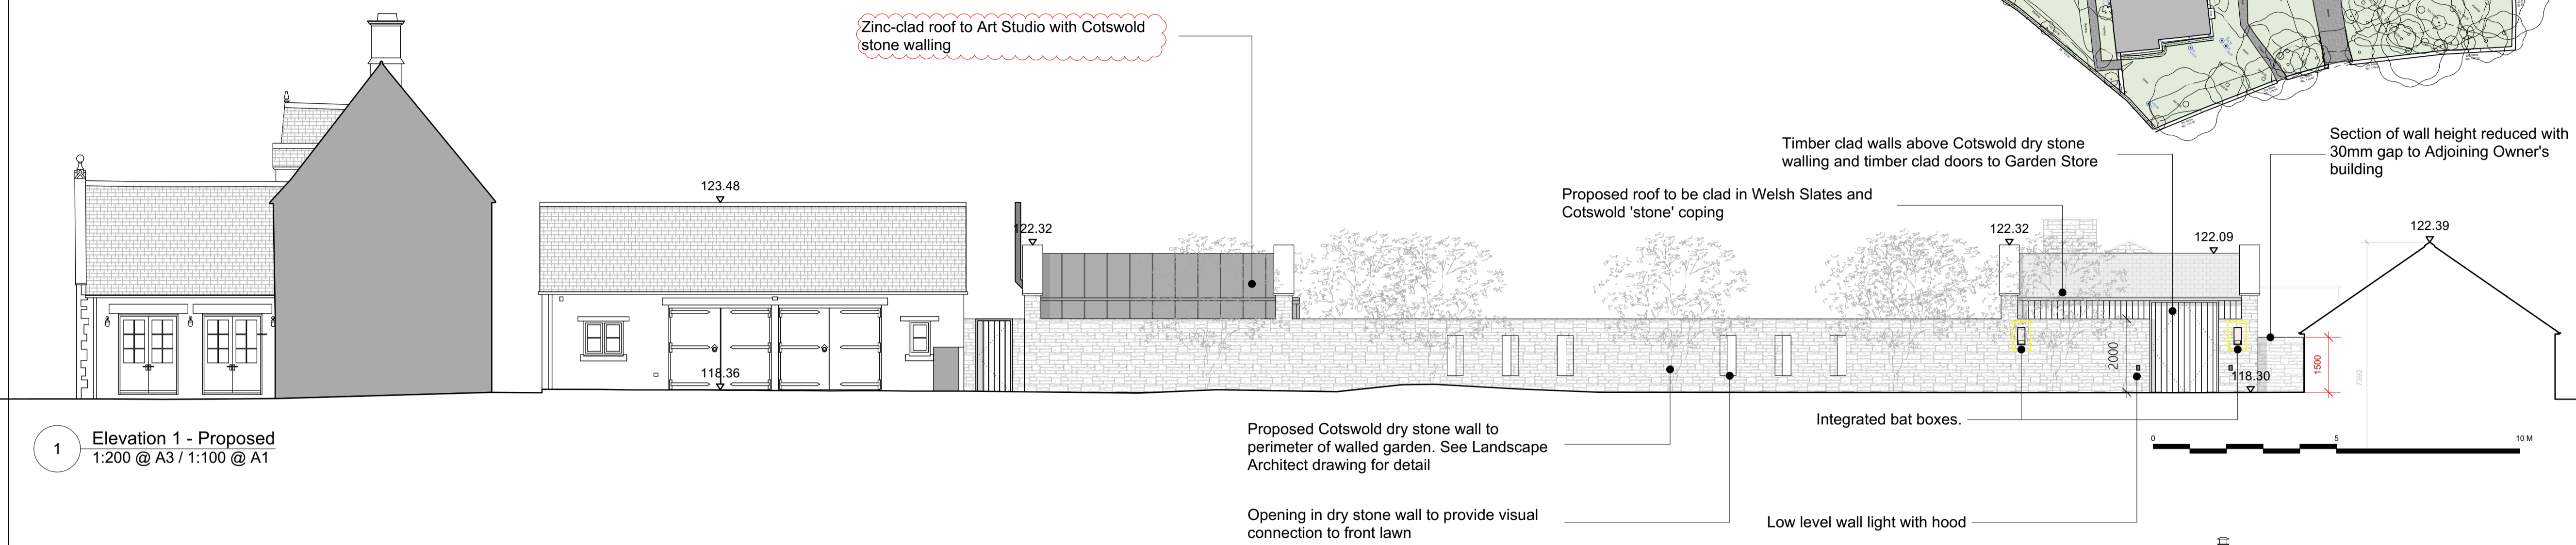 Zinc-clad roof to Art Studio with Cotswold
stone walling
Timber clad walls above Cotswold dry stone
walling and timber clad doors to Garden Store
Section of wall height reduced with
30mm gap to Adjoining Owner's
building
Proposed roof to be clad in Welsh Slates and
Cotswold 'stone' coping
123.48
122.32
122.32
122.09
122.39
118.36
2000
118.30
1500
7392
Proposed Cotswold dry stone wall to
perimeter of walled garden. See Landscape
Architect drawing for detail
Integrated bat boxes.
Opening in dry stone wall to provide visual
connection to front lawn
Low level wall light with hood
0 5 10 M
1
Elevation 1 - Proposed
1:200 @ A3 / 1:100 @ A1